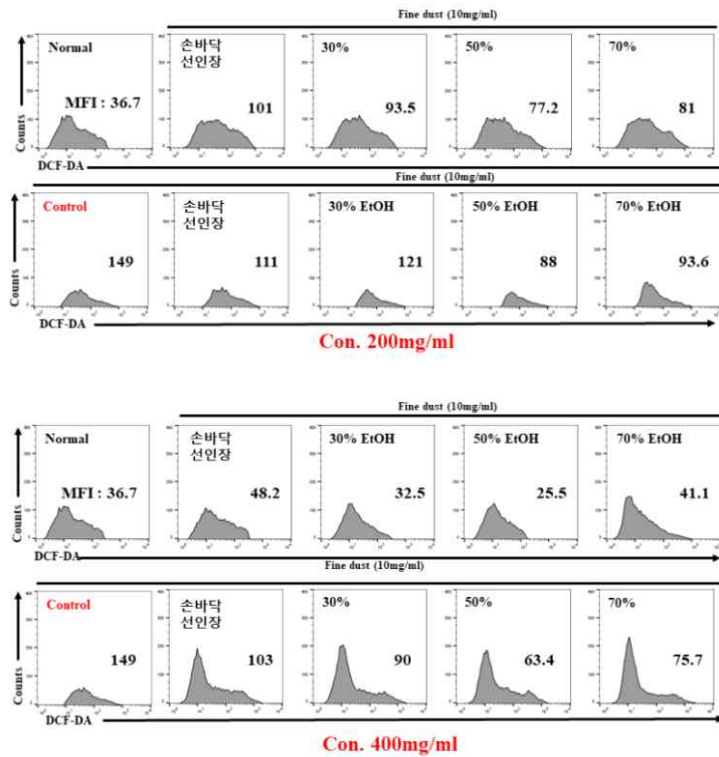 Fine dust (10mg/ml)
Normal
손바닥
선인장
30%
50%
70%
MFI : 36.7
101
93.5
77.2
81
Counts
DCF-DA
Fine dust (10mg/ml)
Control
손바닥
선인장
30% EtOH
50% EtOH
70% EtOH
149
111
121
88
93.6
Counts
DCF-DA
Con. 200mg/ml
Fine dust (10mg/ml)
Normal
손바닥
선인장
30% EtOH
50% EtOH
70% EtOH
MFI : 36.7
48.2
32.5
25.5
41.1
Counts
DCF-DA
Fine dust (10mg/ml)
Control
손바닥
선인장
30%
50%
70%
149
103
90
63.4
75.7
Counts
DCF-DA
Con. 400mg/ml